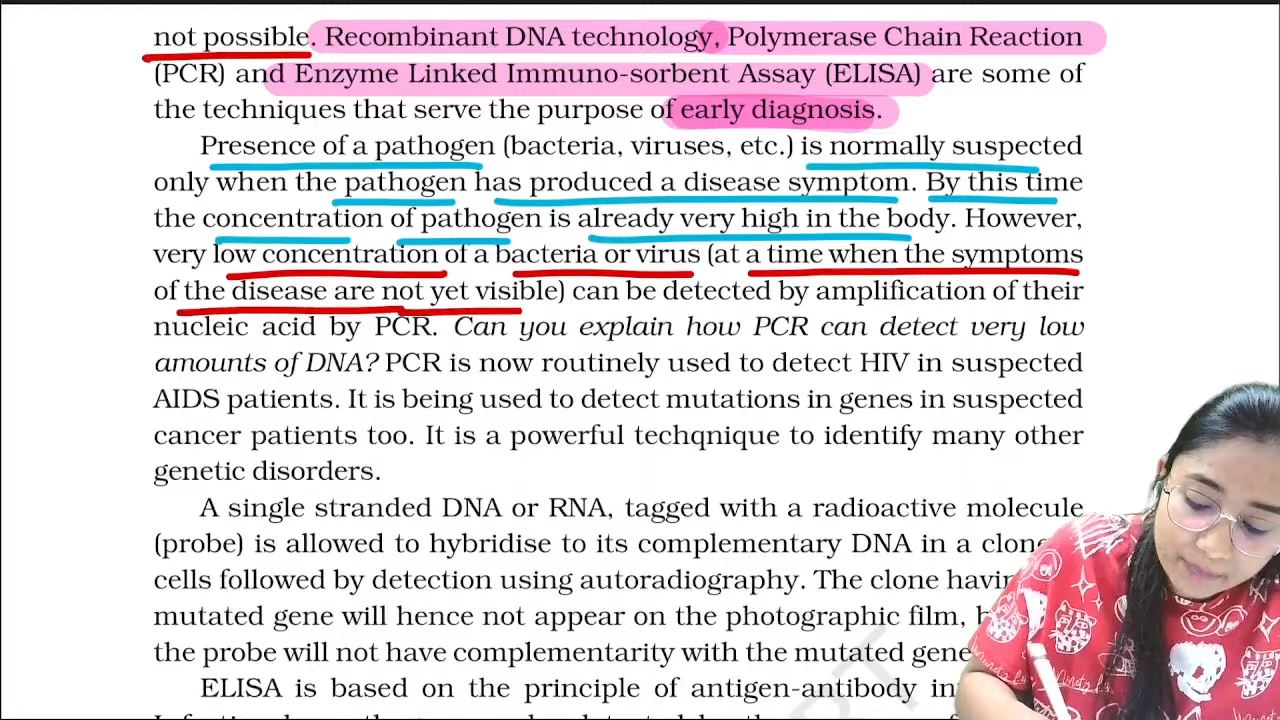 not possible. Recombinant DNA technology, Polymerase Chain Reaction
(PCR) and Enzyme Linked Immuno-sorbent Assay (ELISA) are some of
the techniques that serve the purpose of early diagnosis.
Presence of a pathogen (bacteria, viruses, etc.) is normally suspected
only when the pathogen has produced a disease symptom. By this time
the concentration of pathogen is already very high in the body. However,
very low concentration of a bacteria or virus (at a time when the symptoms
of the disease are not yet visible) can be detected by amplification of their
nucleic acid by PCR. Can you explain how PCR can detect very low
amounts of DNA? PCR is now routinely used to detect HIV in suspected
AIDS patients. It is being used to detect mutations in genes in suspected
cancer patients too. It is a powerful techqnique to identify many other
genetic disorders.
A single stranded DNA or RNA, tagged with a radioactive molecule
(probe) is allowed to hybridise to its complementary DNA in a clone
cells followed by detection using autoradiography. The clone
mutated gene will hence not appear on the photographic film,
the probe will not have complementarity with the mutated gene
ELISA is based on the principle of antigen-antibody